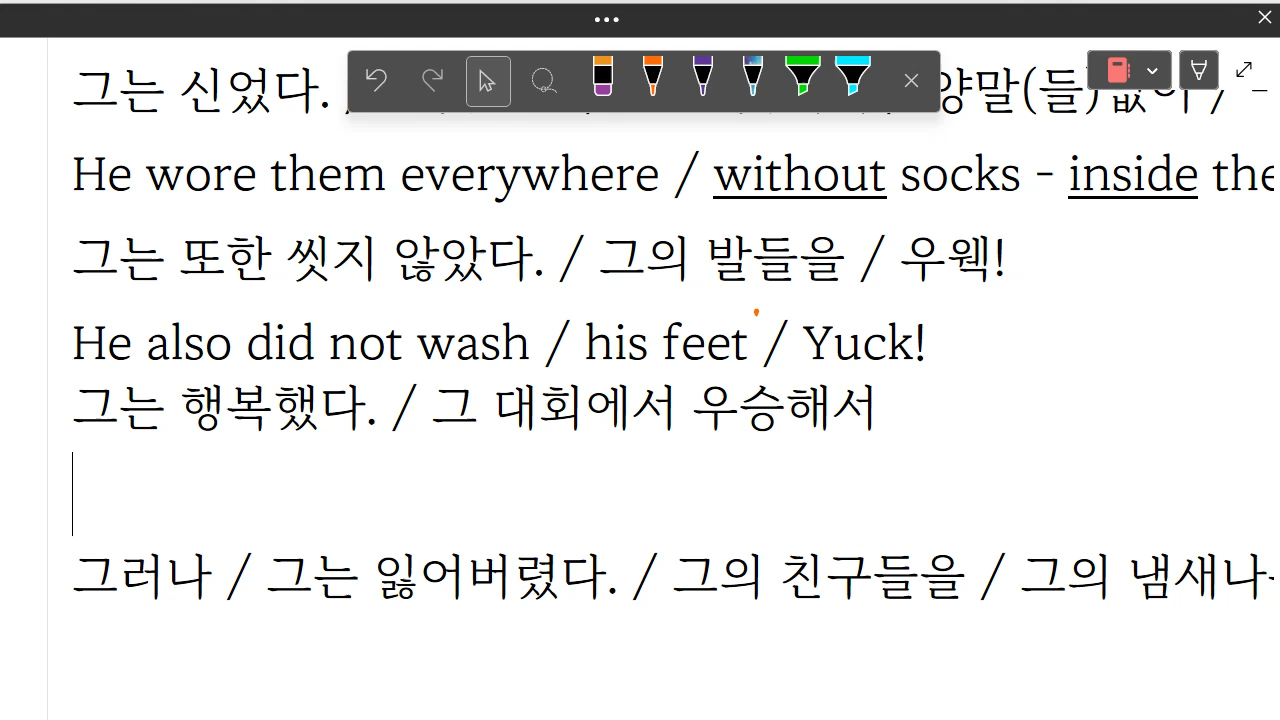 그는 신었다. 양말(들)없이 /
He wore them everywhere / without socks - inside the
그는 또한 씻지 않았다. / 그의 발들을 / 우웩!
He also did not wash / his feet / Yuck!
그는 행복했다. / 그 대회에서 우승해서
그러나 / 그는 잃어버렸다. / 그의 친구들을 / 그의 냄새나